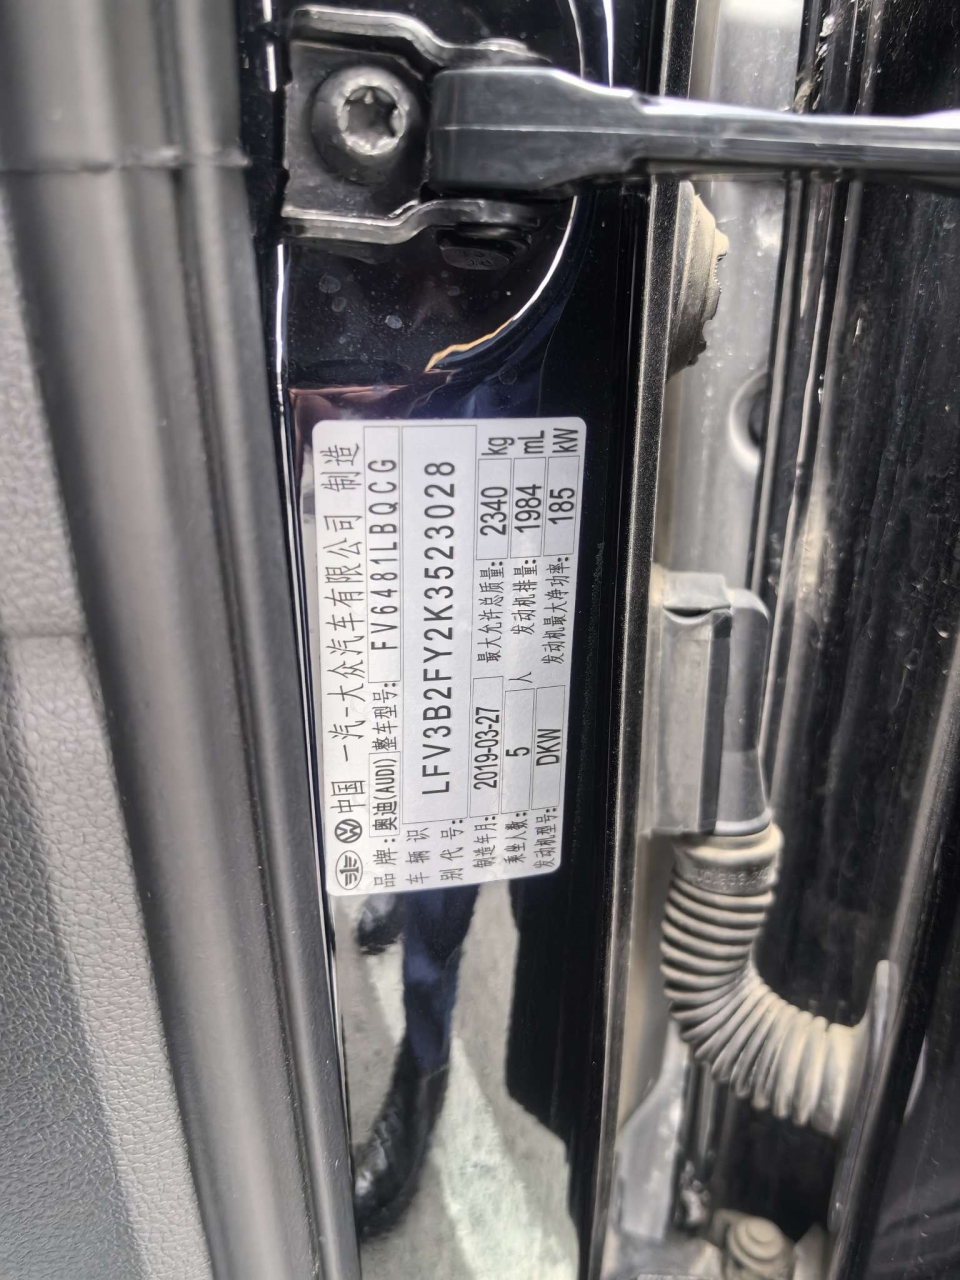 中国 一汽-大众汽车有限公司 制造
品牌:奥迪(AUDI) 整车型号:FV6481LBQCG
车辆识别代号:LFV3B2FY2K3523028
制造年月:2019-03-27 最大允许总质量:2340 kg
乘坐人数:5 人 发动机排量:1984 mL
发动机型号:DKW 发动机最大净功率:185 kW